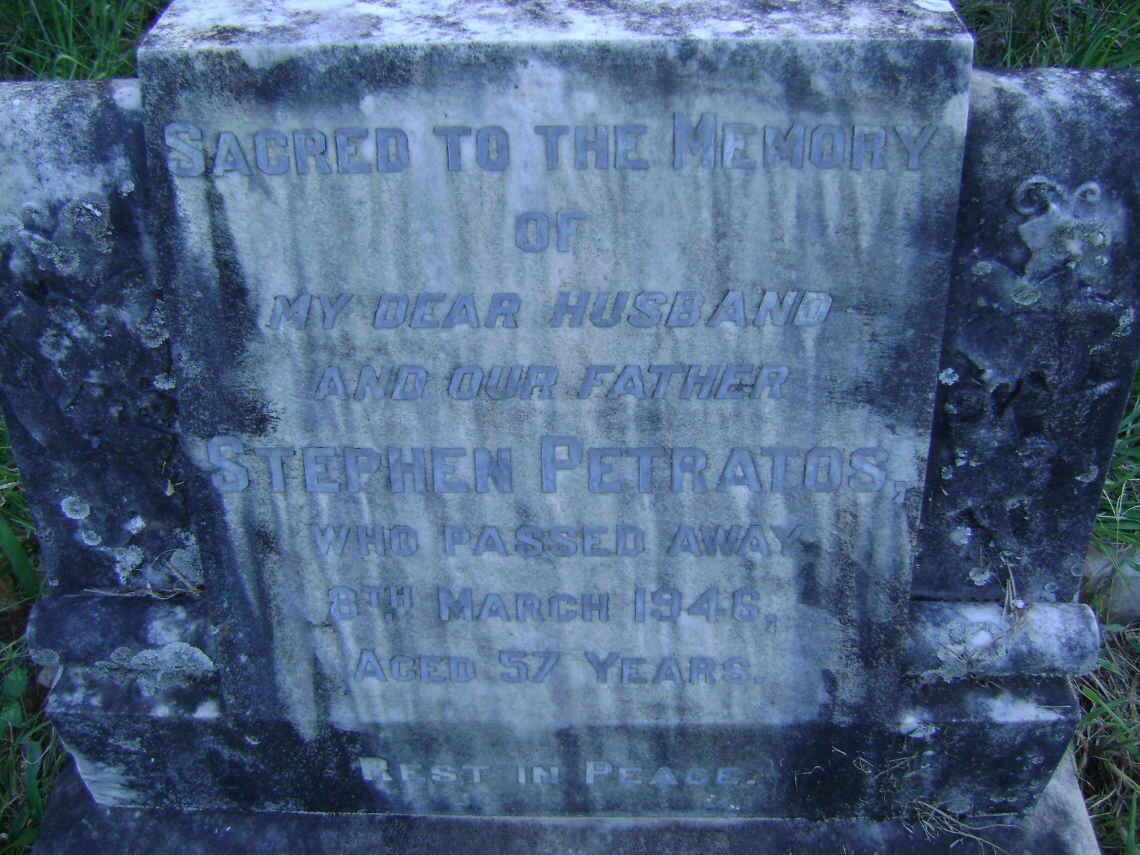 Sacred to the Memory
of
My dear Husband
and our Father
Stephen Petratos,
who passed away
8th March 1946,
Aged 57 Years.
Rest in Peace.